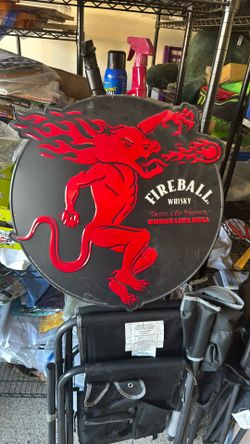 FIREBALL
WHISKY
Tastes Like Heaven,
BURNS LIKE HELL